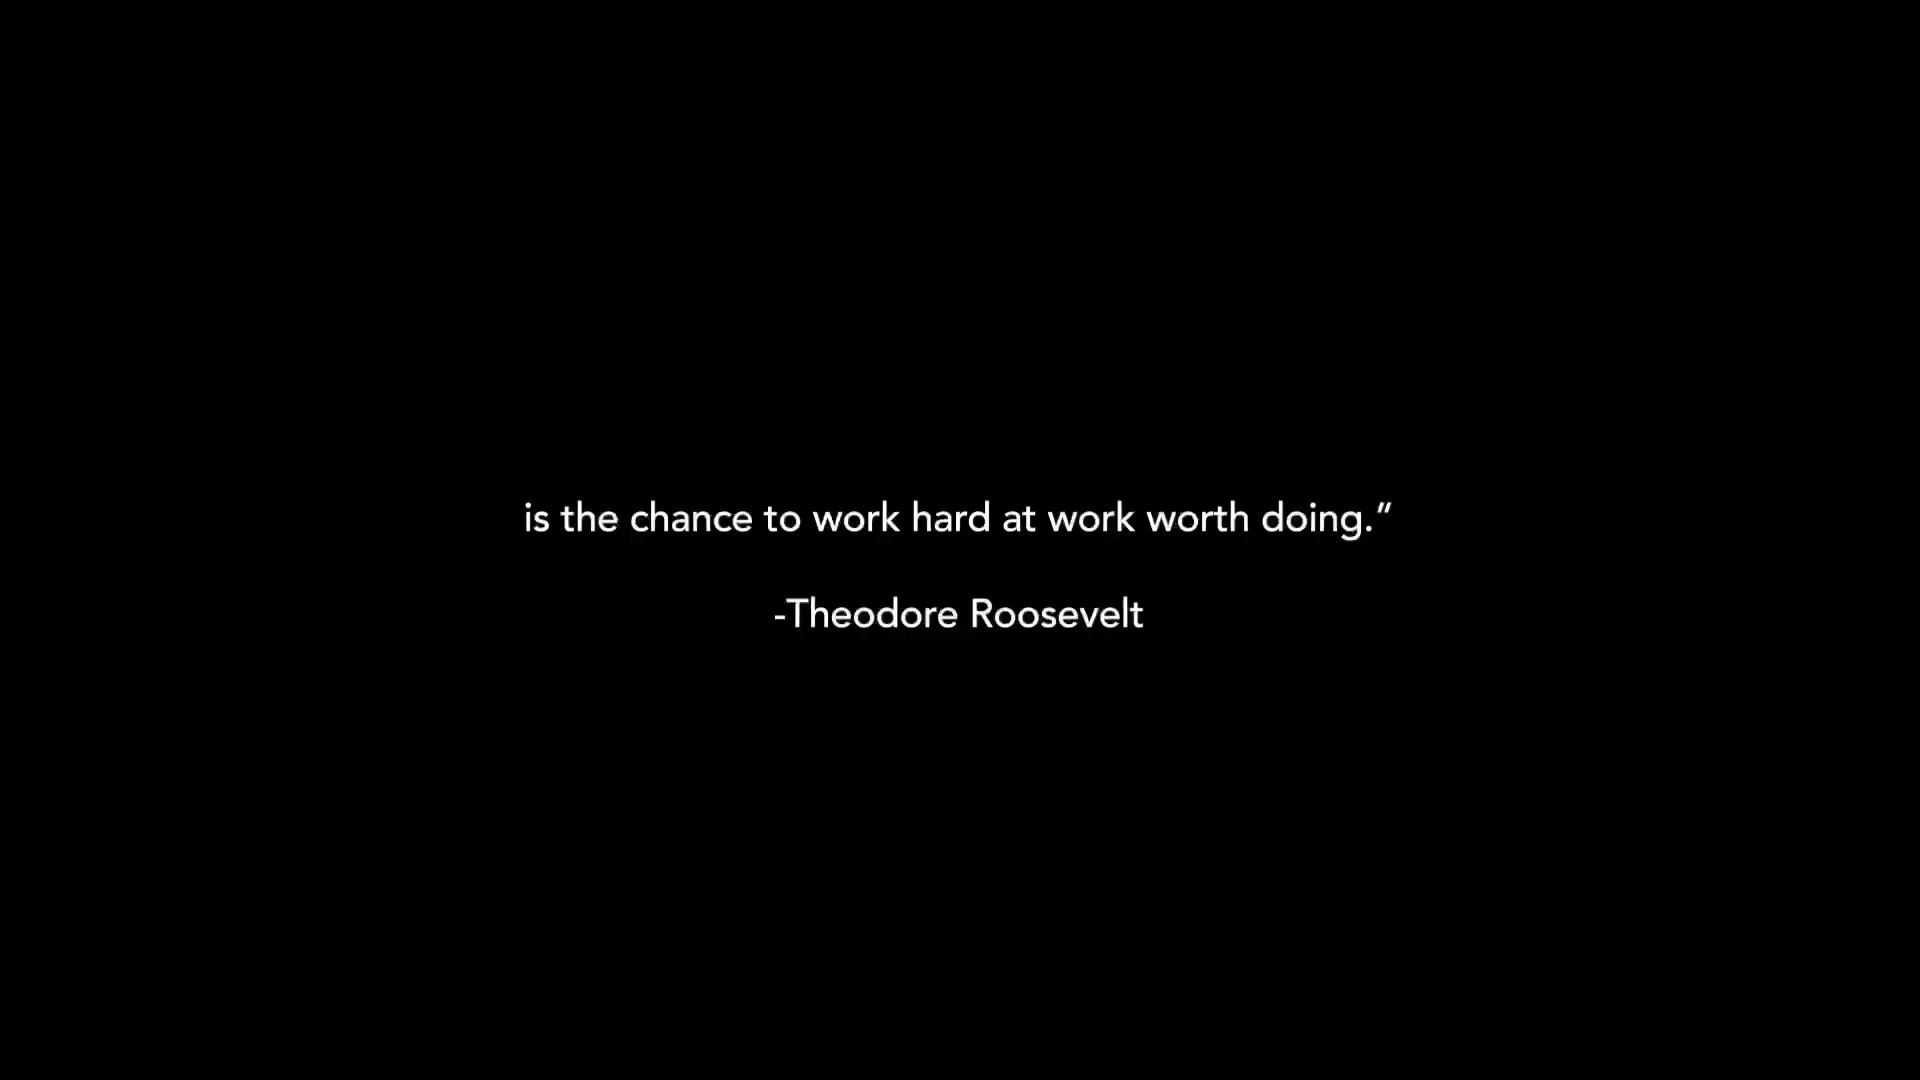 is the chance to work hard at work worth doing.”
-Theodore Roosevelt